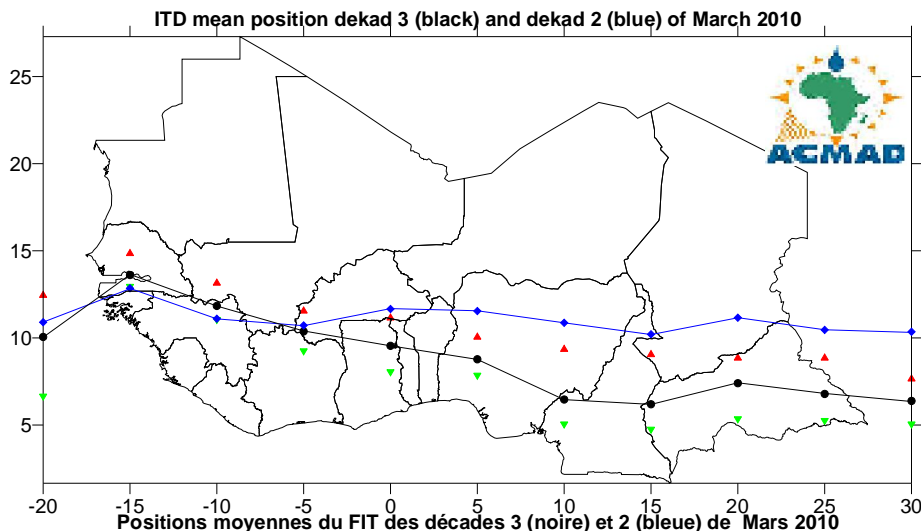 ITD mean position dekad 3 (black) and dekad 2 (blue) of March 2010
25
20
15
10
5
ACMAD
-20 -15 -10 -5 0 5 10 15 20 25 30
Positions moyennes du FIT des décades 3 (noire) et 2 (bleue) de Mars 2010